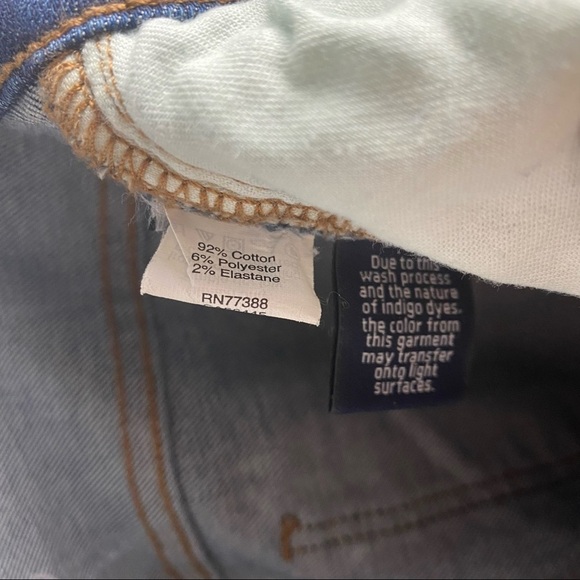 92% Cotton
6% Polyester
2% Elastane
RN77388
Due to this
wash process
and the nature
of indigo dyes.
the color from
this garment
may transfer
onto light
surfaces.